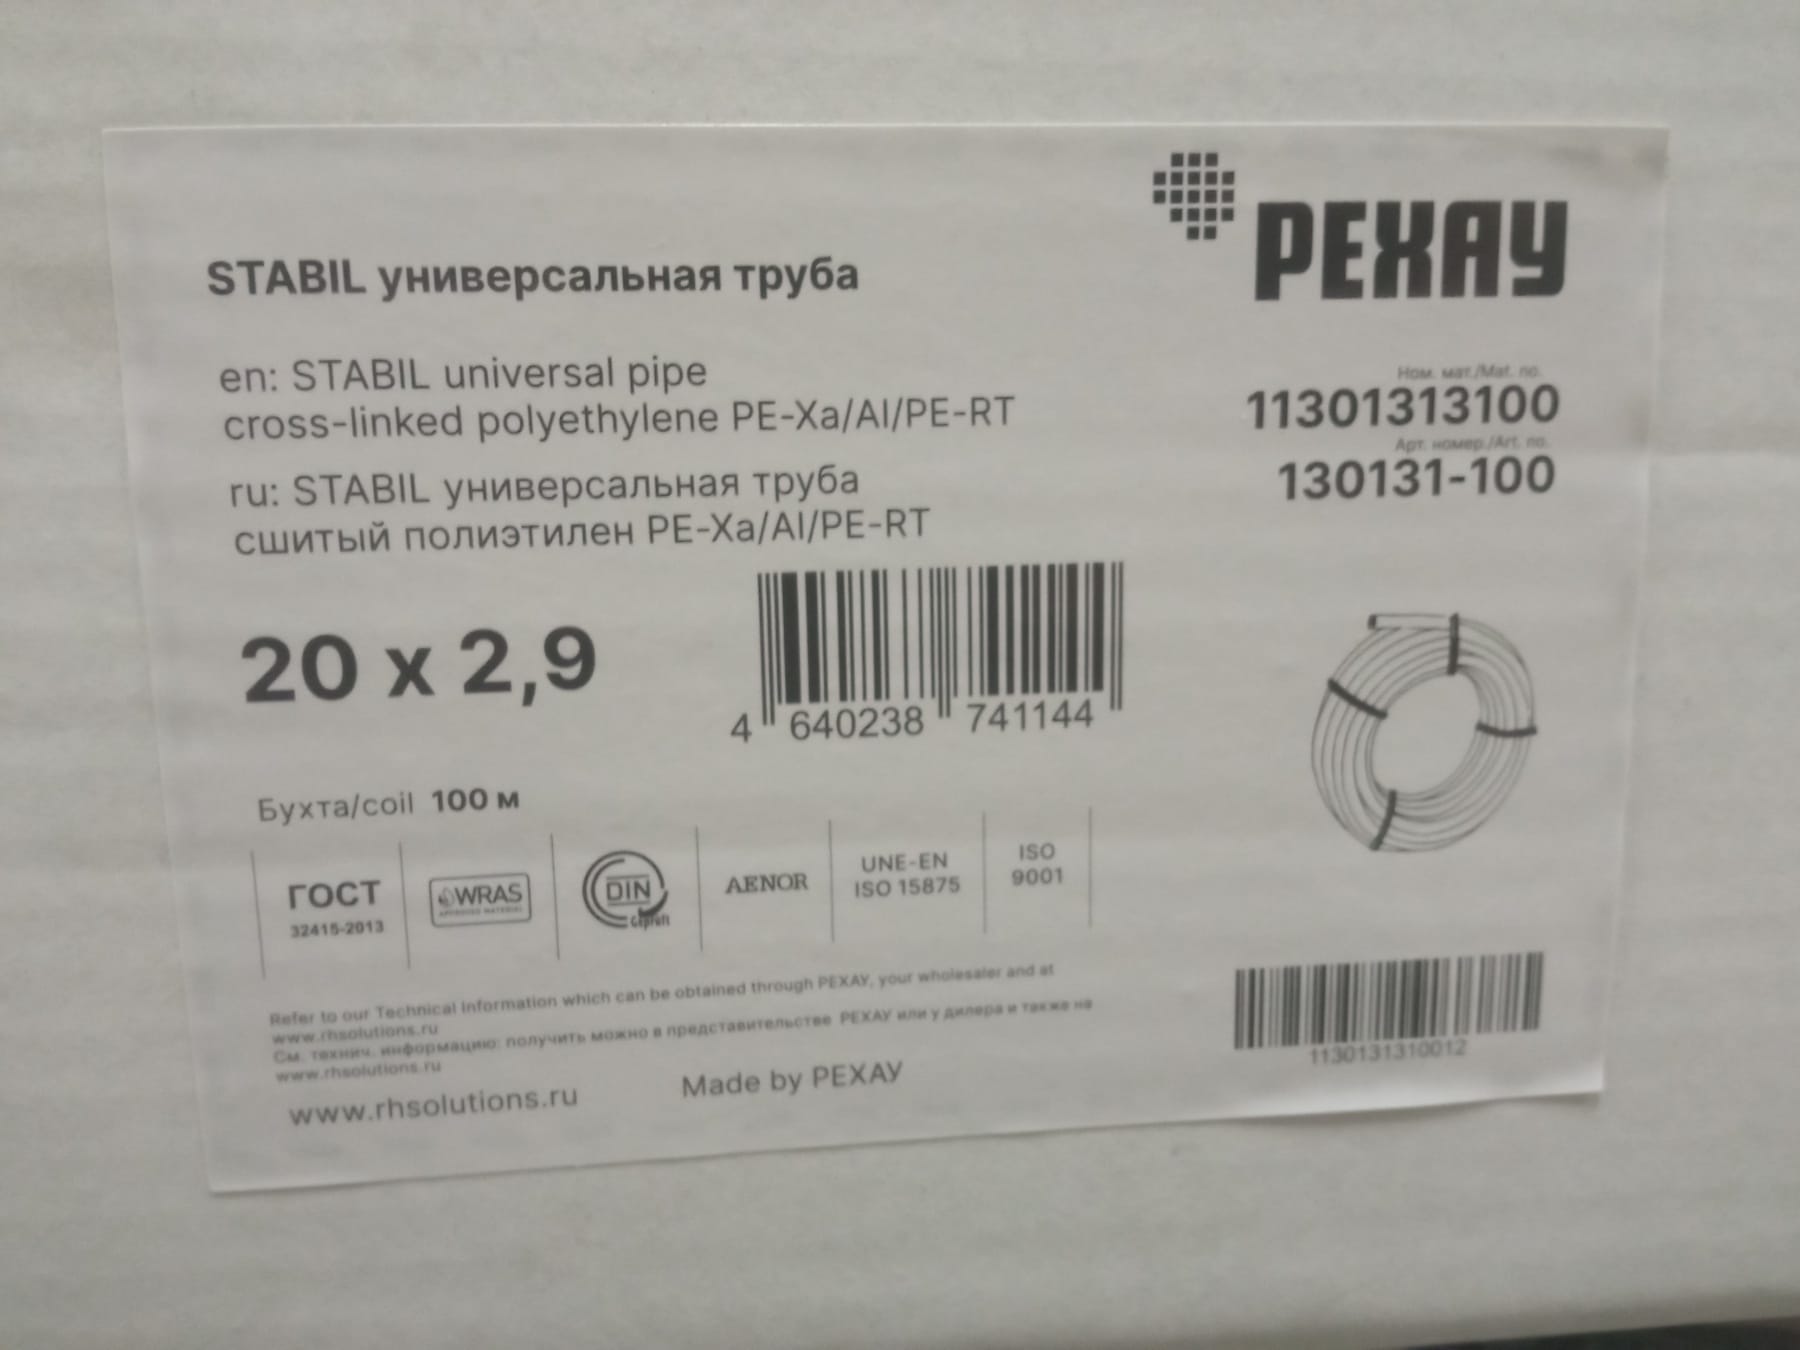 РЕХАУ
STABIL универсальная труба
en: STABIL universal pipe
cross-linked polyethylene PE-Xa/Al/PE-RT
ru: STABIL универсальная труба
сшитый полиэтилен PE-Xa/Al/PE-RT
Ном. мат./Mat. no.
11301313100
Арт. номер./Art. no.
130131-100
20 x 2,9
4 640238 741144
Бухта/coil 100 м
ГОСТ
32415-2013
WRAS
APPROVED MATERIAL
DIN
Geprüft
AENOR
UNE-EN
ISO 15875
ISO
9001
Refer to our Technical Information which can be obtained through РЕХАУ, your wholesaler and at
www.rhsolutions.ru
См. технич. информацию: получить можно в представительстве РЕХАУ или у дилера и также на
www.rhsolutions.ru
www.rhsolutions.ru
Made by РЕХАУ
1130131310012